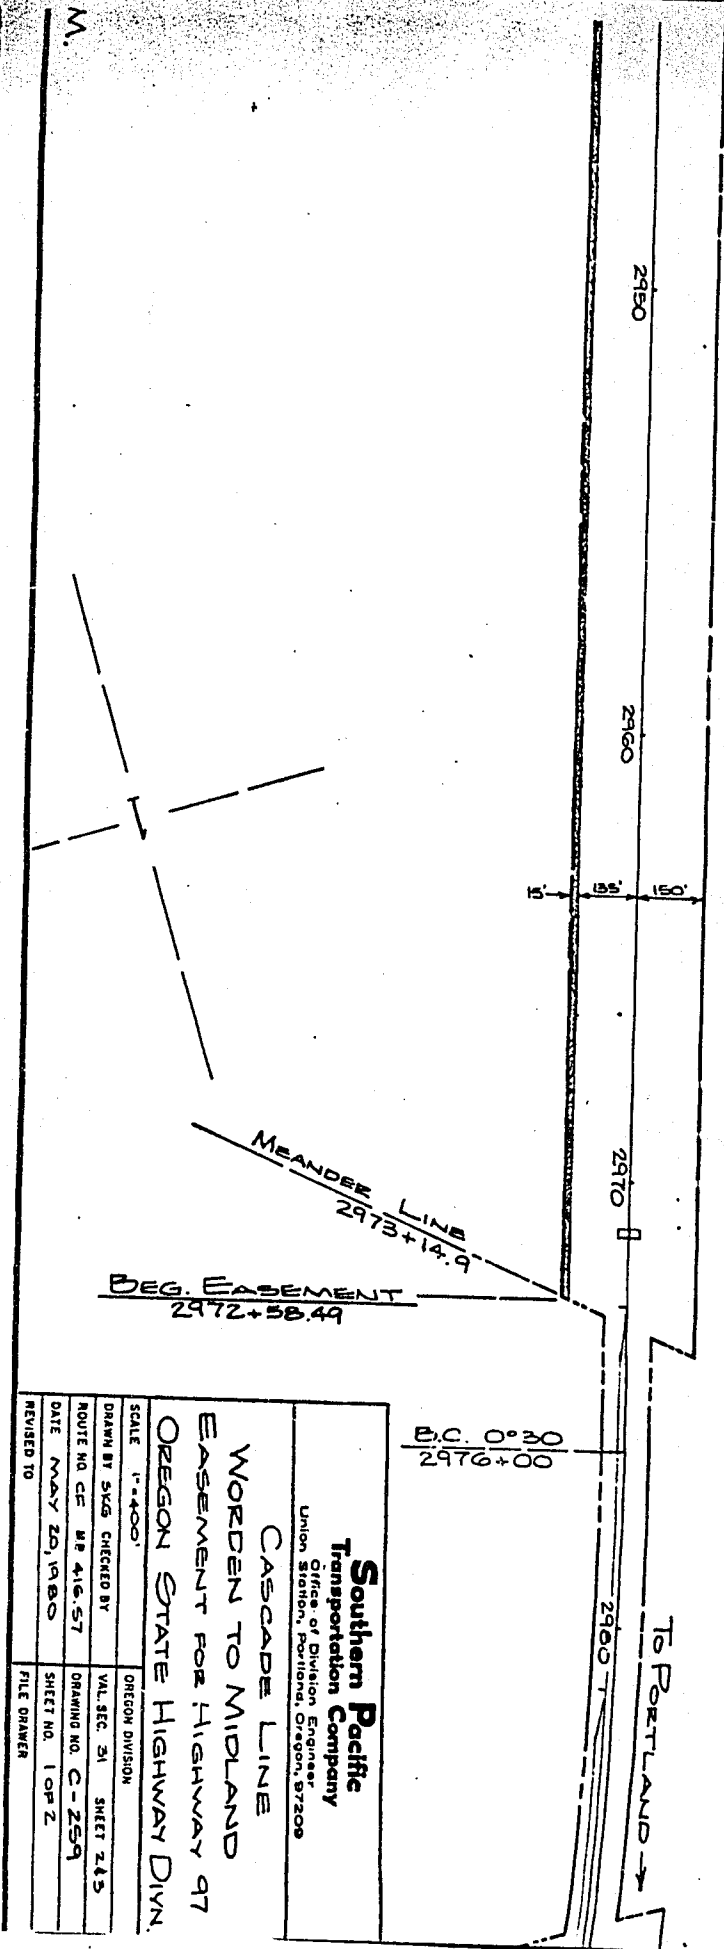 M.
2950
2960
15'
135'
150'
2970
MEANDER LINE
2973+14.9
BEG. EASEMENT
2972+58.49
B.C. 0°30
2976+00
2980
TO PORTLAND →
Southern Pacific
Transportation Company
Office of Division Engineer
Union Station, Portland, Oregon, 97209
CASCADE LINE
WORDEN TO MIDLAND
EASEMENT FOR HIGHWAY 97
OREGON STATE HIGHWAY DIVN.
SCALE 1"=400' OREGON DIVISION
DRAWN BY SKG CHECKED BY VAL. SEC. 31 SHEET 245
ROUTE NO. CF M.P. 416.57 DRAWING NO. C-259
DATE MAY 20, 1980 SHEET NO. 1 OF 2
REVISED TO FILE DRAWER